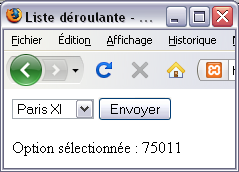 Liste déroulante - ...
Fichier Édition Affichage Historique
Paris XI Envoyer
Option sélectionnée : 75011